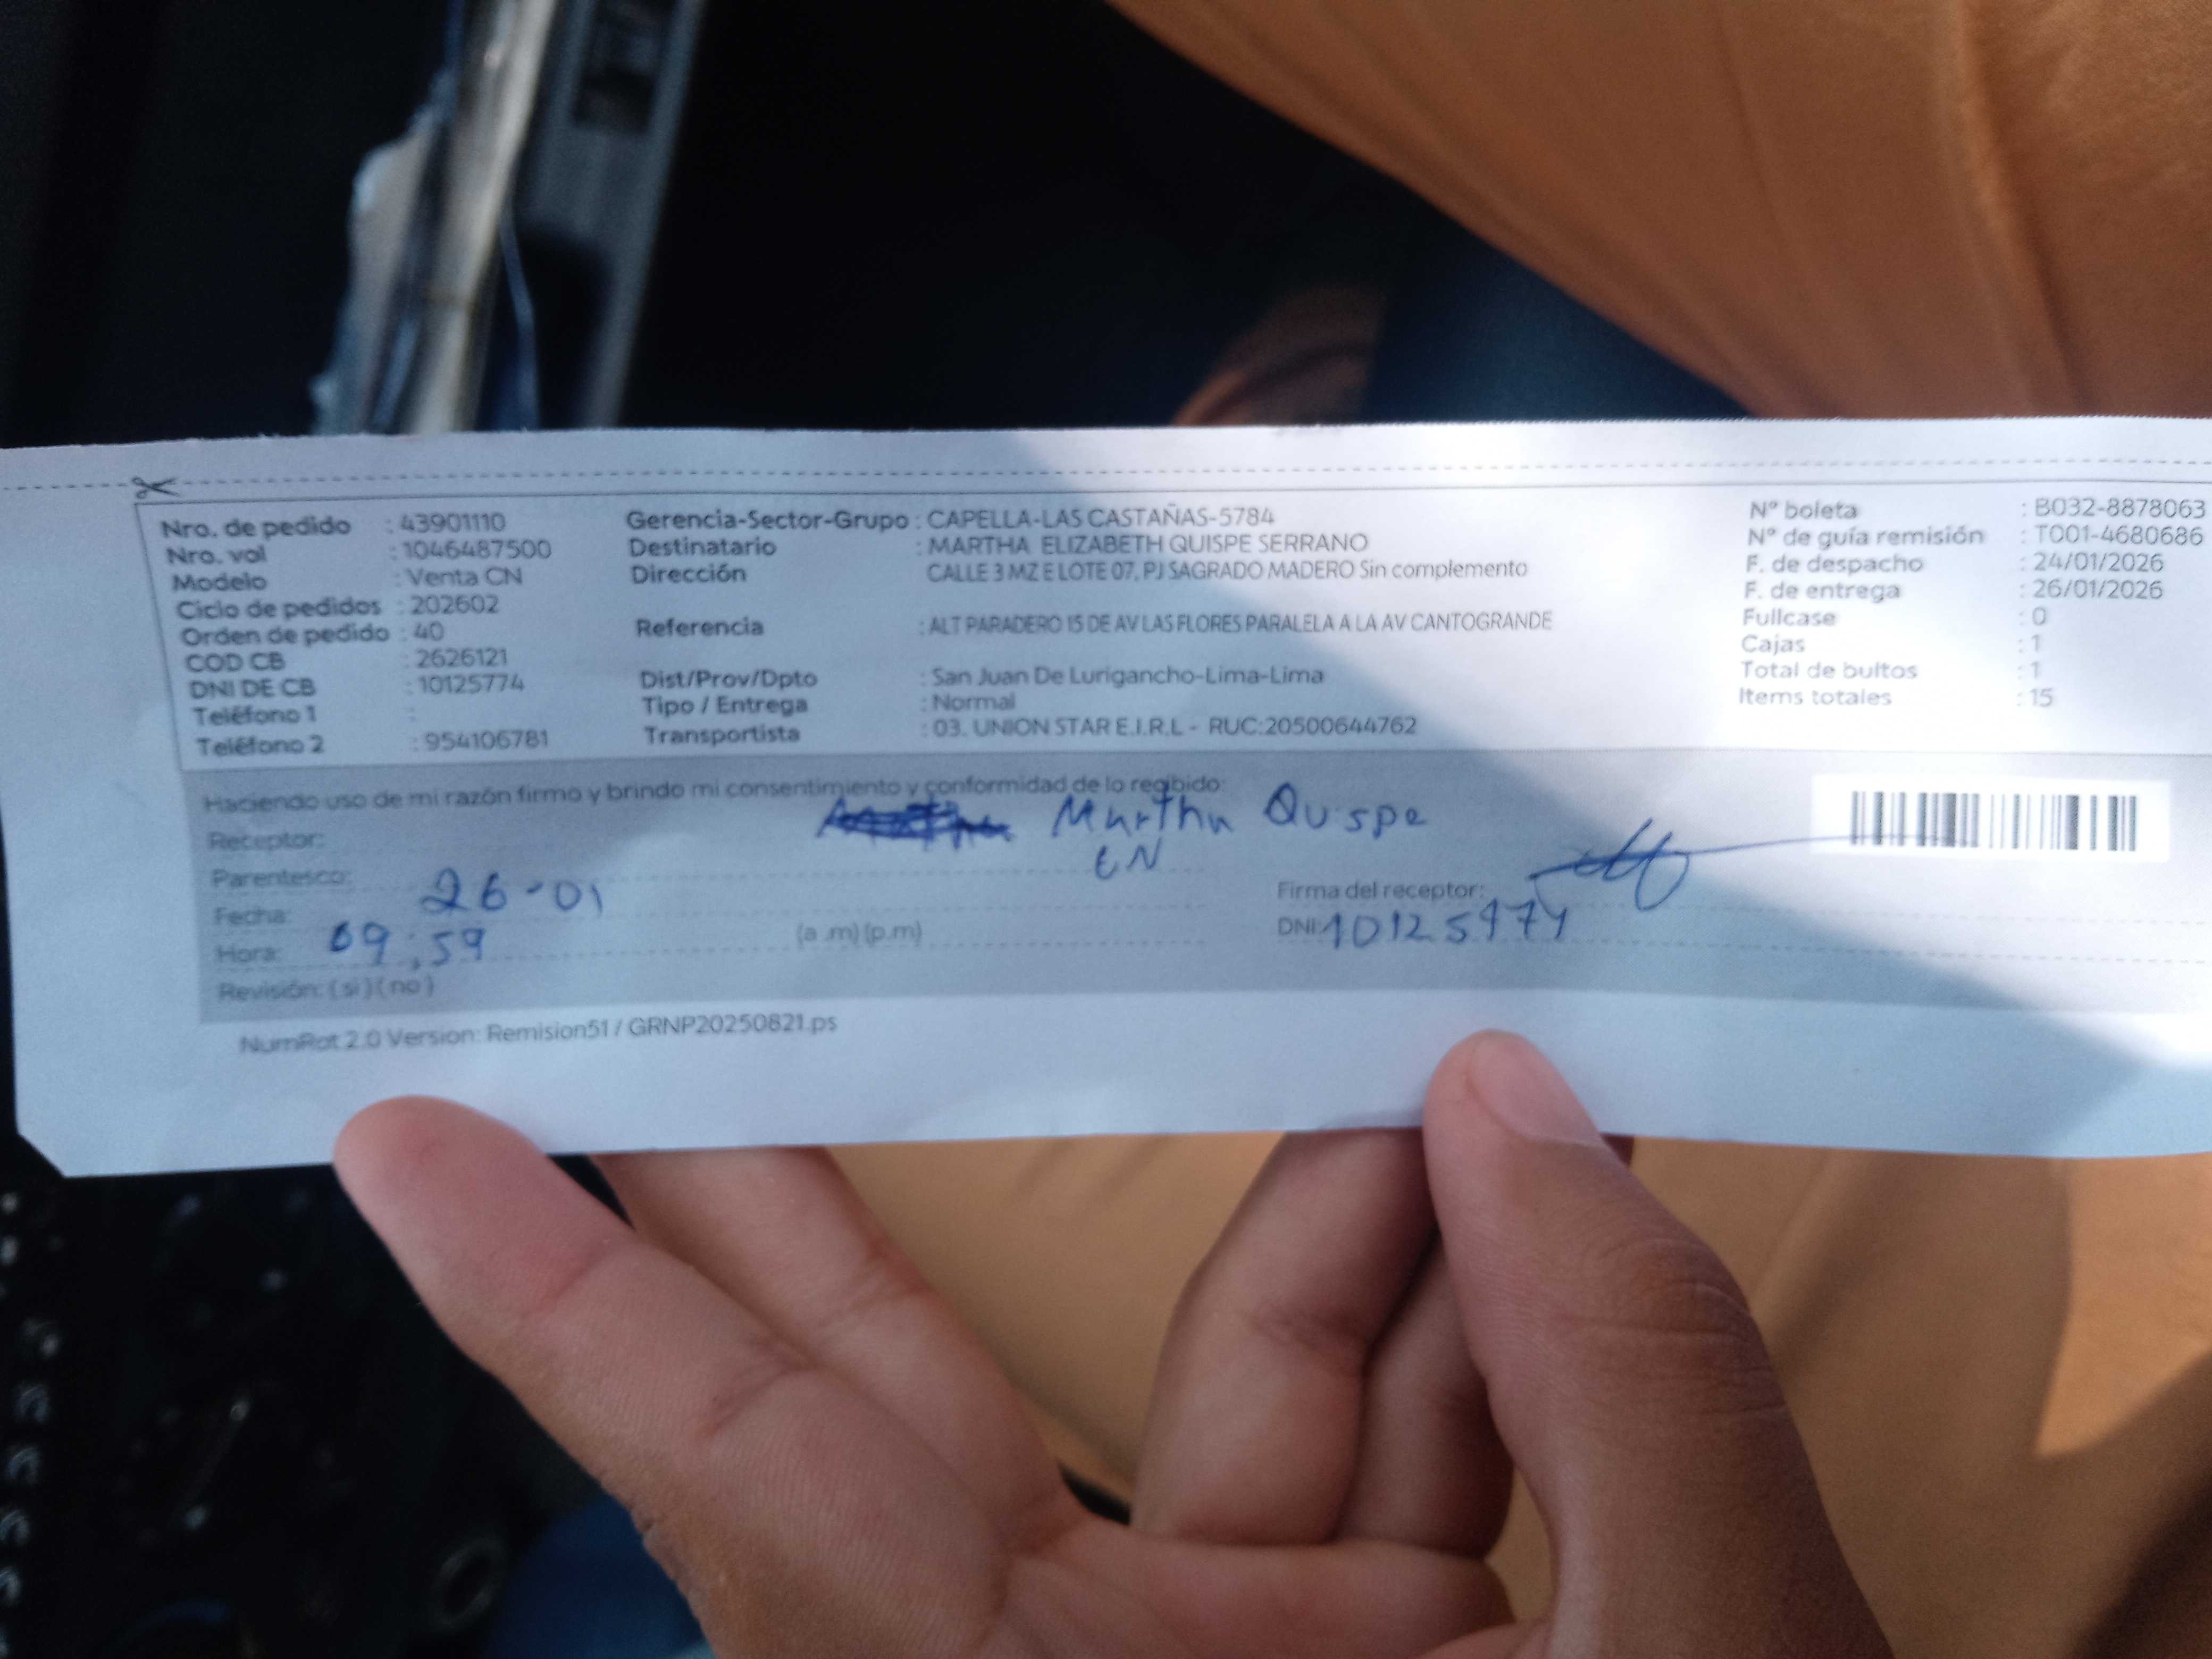 Nro. de pedido : 43901110
Nro. vol : 1046487500
Modelo : Venta CN
Ciclo de pedidos : 202602
Orden de pedido : 40
COD CB : 2626121
DNI DE CB : 10125774
Teléfono 1 :
Teléfono 2 : 954106781
Gerencia-Sector-Grupo : CAPELLA-LAS CASTAÑAS-5784
Destinatario : MARTHA ELIZABETH QUISPE SERRANO
Dirección CALLE 3 MZ E LOTE 07, PJ SAGRADO MADERO Sin complemento
Referencia : ALT PARADERO 15 DE AV LAS FLORES PARALELA A LA AV CANTOGRANDE
Dist/Prov/Dpto : San Juan De Lurigancho-Lima-Lima
Tipo / Entrega : Normal
Transportista : 03. UNION STAR E.I.R.L - RUC:20500644762
Nº boleta : B032-8878063
Nº de guía remisión : T001-4680686
F. de despacho : 24/01/2026
F. de entrega : 26/01/2026
Fullcase : 0
Cajas : 1
Total de bultos : 1
Items totales : 15
Haciendo uso de mi razón firmo y brindo mi consentimiento y conformidad de lo recibido:
Receptor: Martha Quispe
Parentesco: CN
Fecha: 26-01
Hora: 09:59 (a .m) (p.m)
Revisión: ( si ) ( no )
Firma del receptor:
DNI:
NumRot 2.0 Version: Remision51 / GRNP20250821.ps